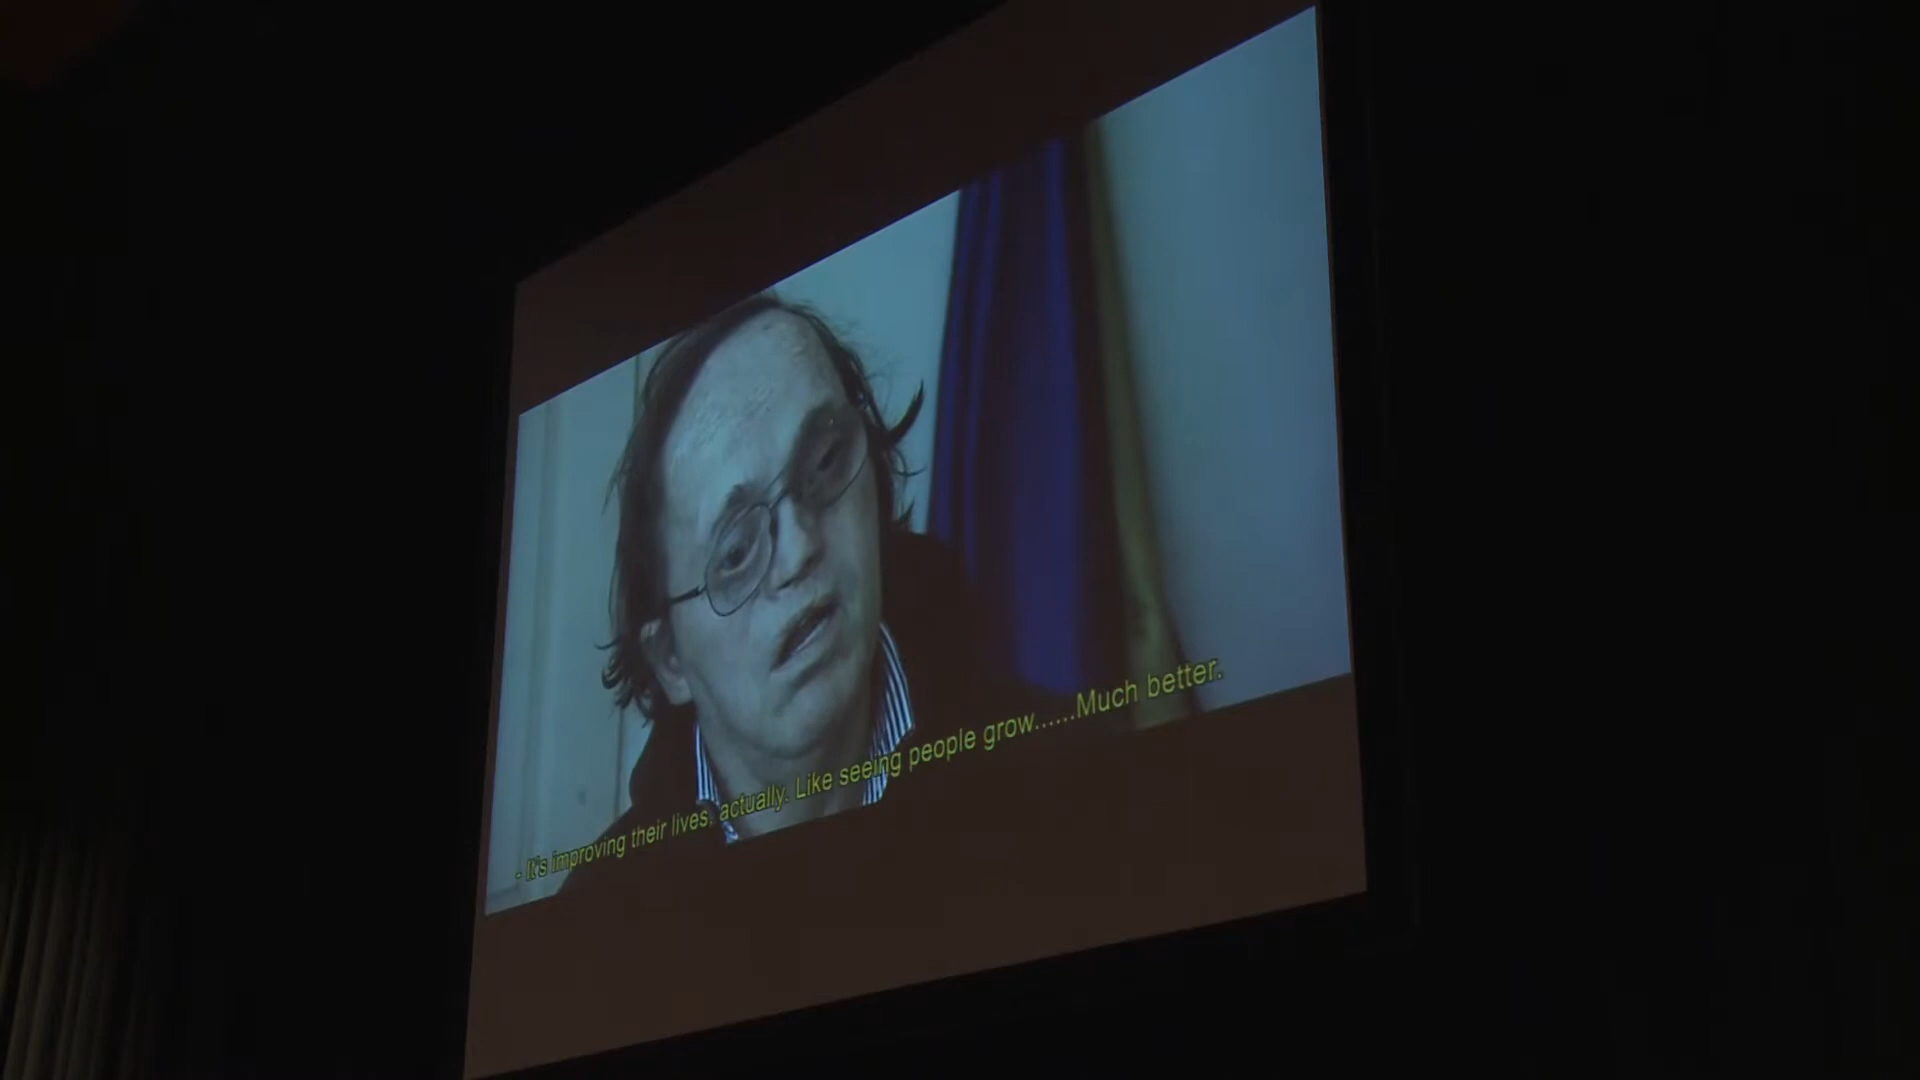 - It's improving their lives, actually. Like seeing people grow......Much better.